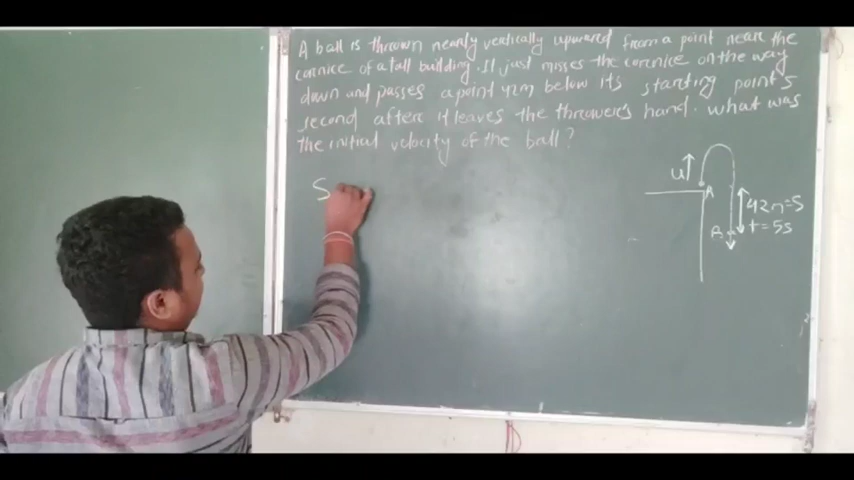 A ball is thrown nearly vertically upward from a point near the
cornice of a tall building. It just misses the cornice on the way
down and passes a point 42m below its starting point 5
second after it leaves the thrower's hand. what was
the initial velocity of the ball?
u
A
42m=S
B
t=5s
S